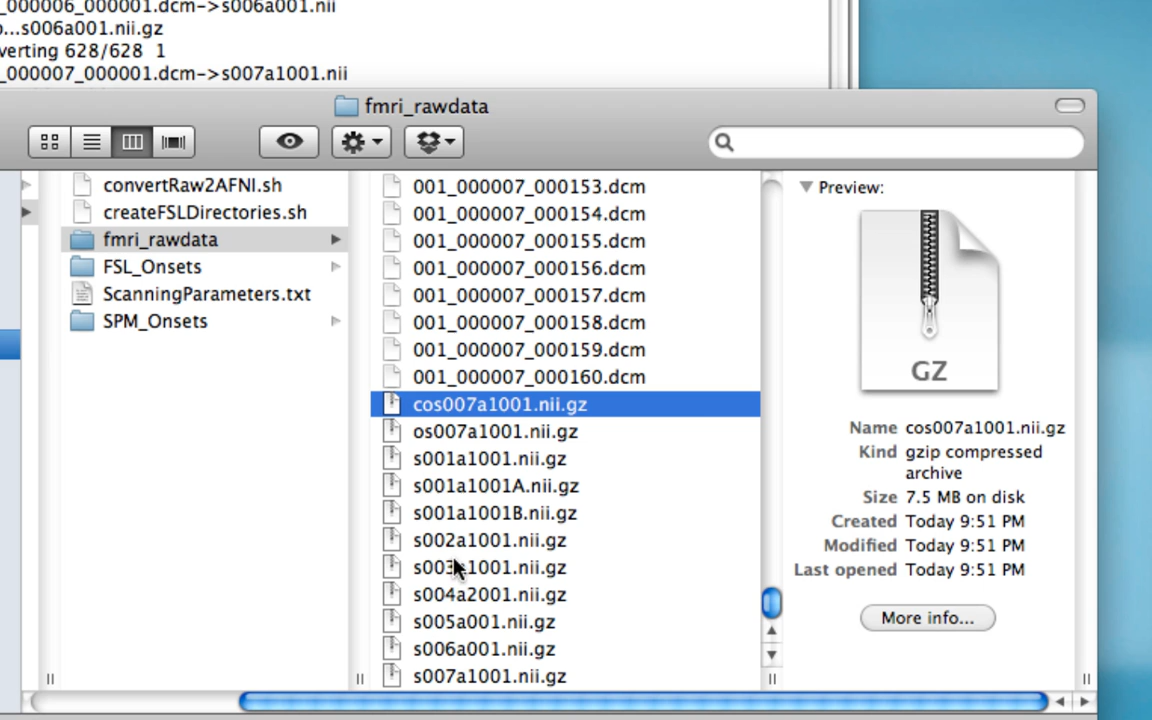 _000006_000001.dcm->s006a001.nii
o...s006a001.nii.gz
verting 628/628 1
_000007_000001.dcm->s007a1001.nii
fmri_rawdata
convertRaw2AFNI.sh
createFSLDirectories.sh
fmri_rawdata
FSL_Onsets
ScanningParameters.txt
SPM_Onsets
001_000007_000153.dcm
001_000007_000154.dcm
001_000007_000155.dcm
001_000007_000156.dcm
001_000007_000157.dcm
001_000007_000158.dcm
001_000007_000159.dcm
001_000007_000160.dcm
cos007a1001.nii.gz
os007a1001.nii.gz
s001a1001.nii.gz
s001a1001A.nii.gz
s001a1001B.nii.gz
s002a1001.nii.gz
s003a1001.nii.gz
s004a2001.nii.gz
s005a001.nii.gz
s006a001.nii.gz
s007a1001.nii.gz
Preview:
GZ
Name cos007a1001.nii.gz
Kind gzip compressed
archive
Size 7.5 MB on disk
Created Today 9:51 PM
Modified Today 9:51 PM
Last opened Today 9:51 PM
More info...